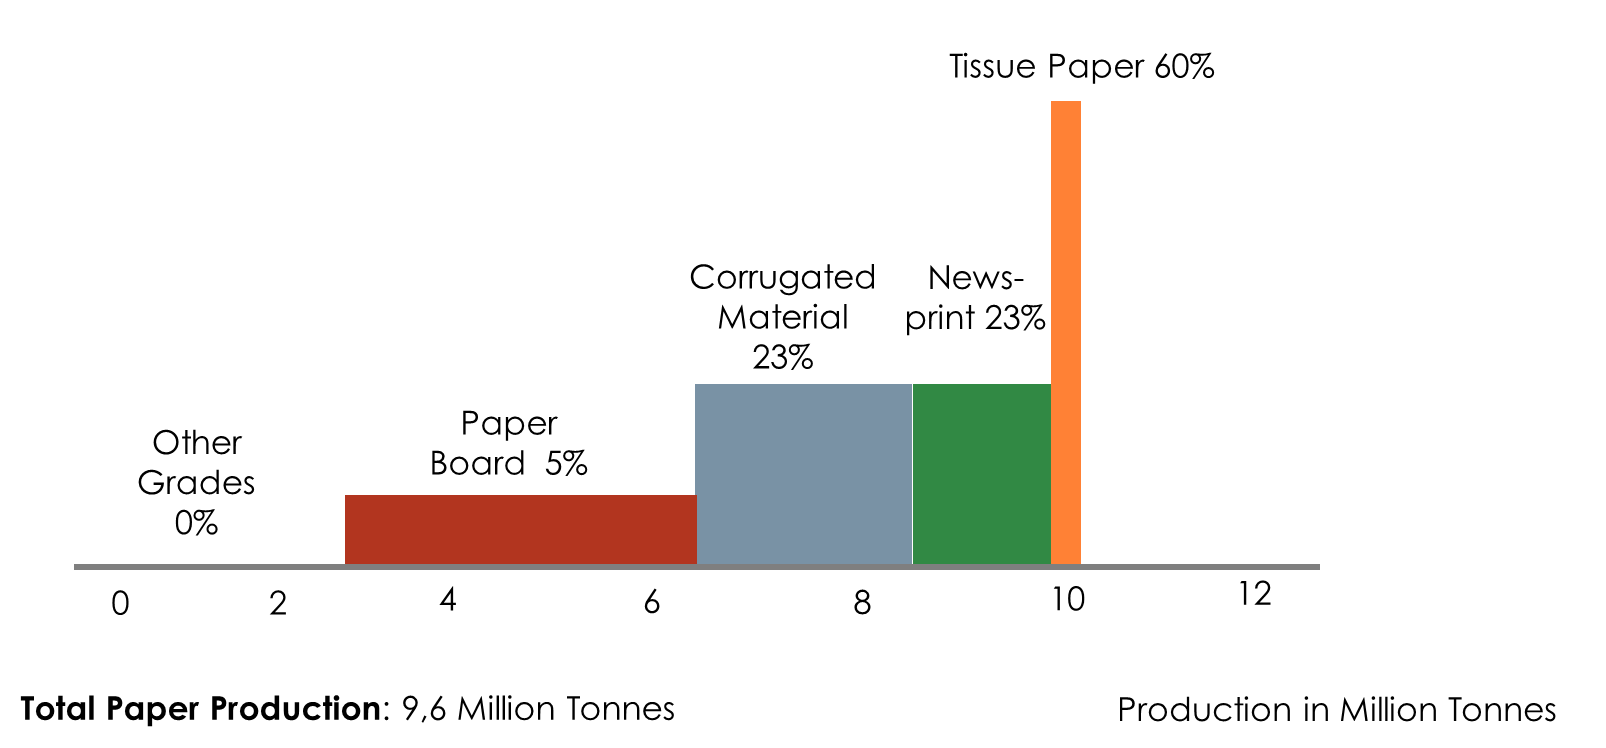 Tissue Paper 60%
Corrugated
Material
23%
News-
print 23%
Paper
Board 5%
Other
Grades
0%
0 2 4 6 8 10 12
Total Paper Production: 9,6 Million Tonnes
Production in Million Tonnes